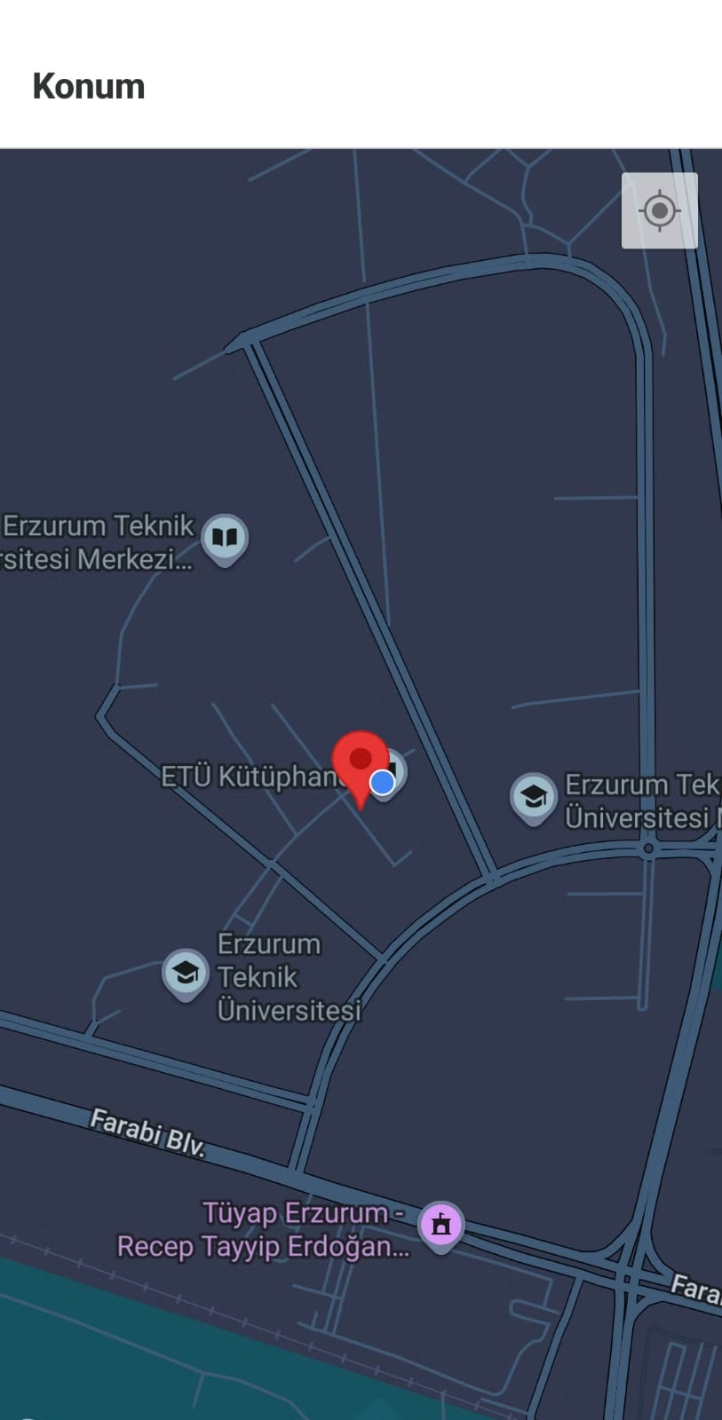 Konum
Erzurum Teknik
rsitesi Merkezi...
ETÜ Kütüphan
Erzurum Tek
Üniversitesi
Erzurum
Teknik
Üniversitesi
Farabi Blv.
Tüyap Erzurum -
Recep Tayyip Erdoğan...
Fara